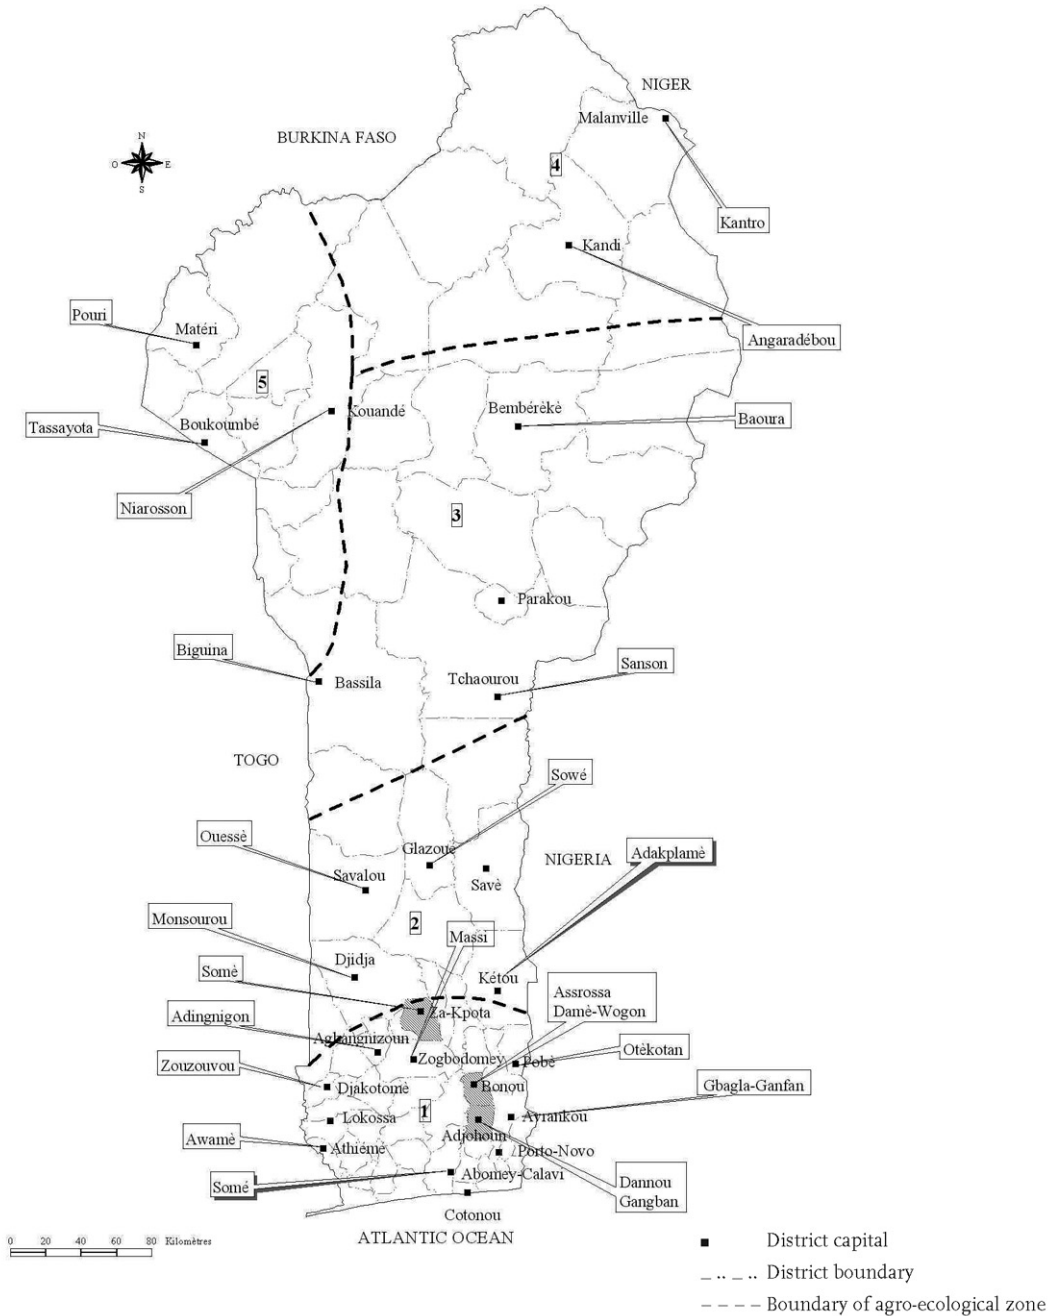 NIGER
Malanville
BURKINA FASO
N
O
E
S
4
Kantro
Kandi
Pouri
Matéri
Angaradébou
5
Kouandé
Bembérèkè
Baoura
Tassayota
Boukoumbé
Niarosson
3
Parakou
Biguina
Bassila
Tchaourou
Sanson
TOGO
Sowé
Ouessè
Glazoué
NIGERIA
Adakplamè
Savalou
Savè
Monsourou
2
Massi
Djidja
Somè
Kétou
Assrossa
Damè-Wogon
Adingnigon
Za-Kpota
Agbangnizoun
Otèkotan
Zouzouvou
Zogbodomey
Pobè
Djakotomè
Bonou
Gbagla-Ganfan
1
Lokossa
Avrankou
Awamè
Adjohoun
Athiémé
Porto-Novo
Somé
Abomey-Calavi
Dannou
Gangban
Cotonou
ATLANTIC OCEAN
0 20 40 60 80 Kilomètres
District capital
District boundary
Boundary of agro-ecological zone